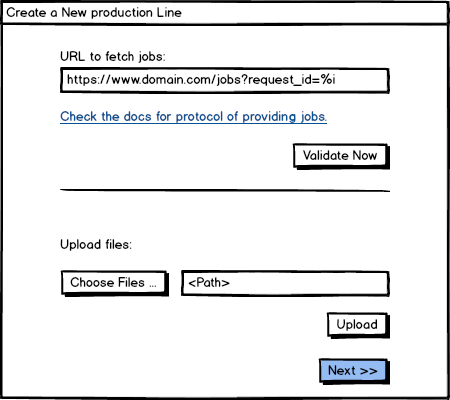 Create a New production Line
URL to fetch jobs:
https://www.domain.com/jobs?request_id=%i
Check the docs for protocol of providing jobs.
Validate Now
Upload files:
Choose Files ... <Path>
Upload
Next >>